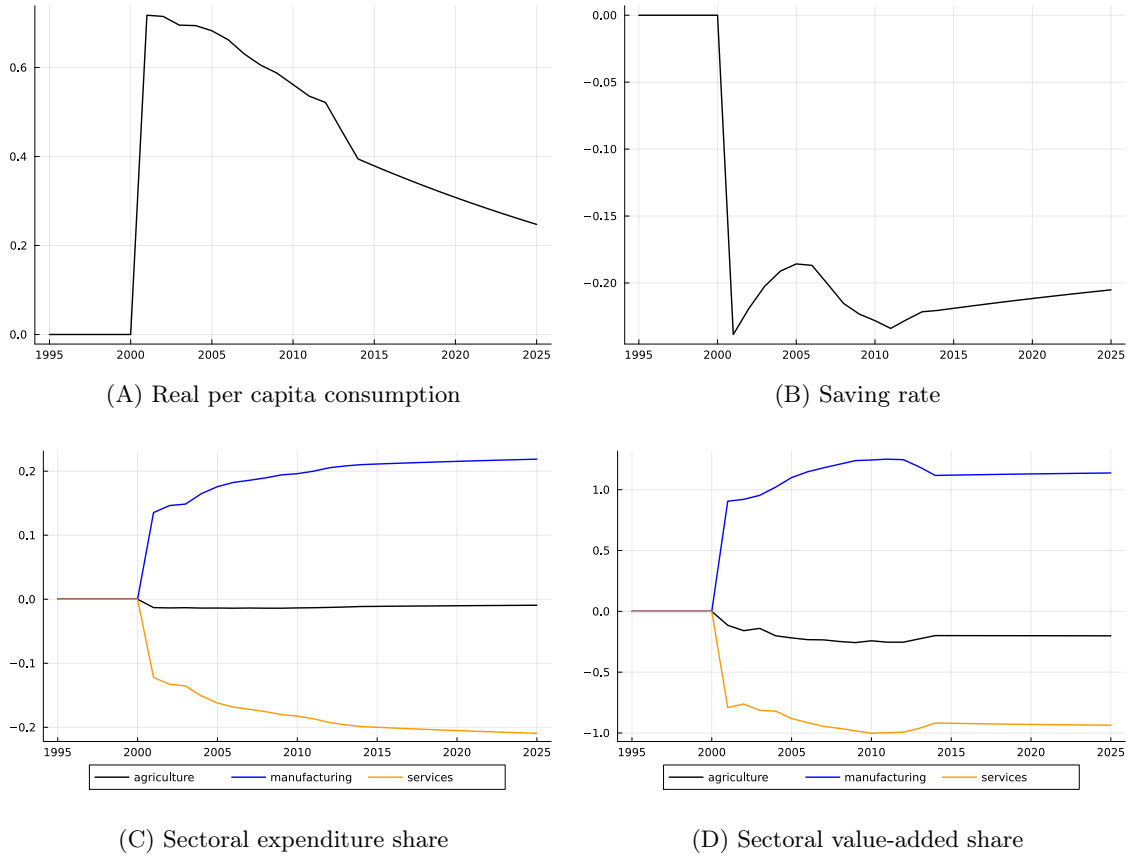 0.6
0.4
0.2
0.0
1995 2000 2005 2010 2015 2020 2025
(A) Real per capita consumption
0.00
−0.05
−0.10
−0.15
−0.20
1995 2000 2005 2010 2015 2020 2025
(B) Saving rate
0.2
0.1
0.0
−0.1
−0.2
1995 2000 2005 2010 2015 2020 2025
agriculture manufacturing services
(C) Sectoral expenditure share
1.0
0.5
0.0
−0.5
−1.0
1995 2000 2005 2010 2015 2020 2025
agriculture manufacturing services
(D) Sectoral value-added share